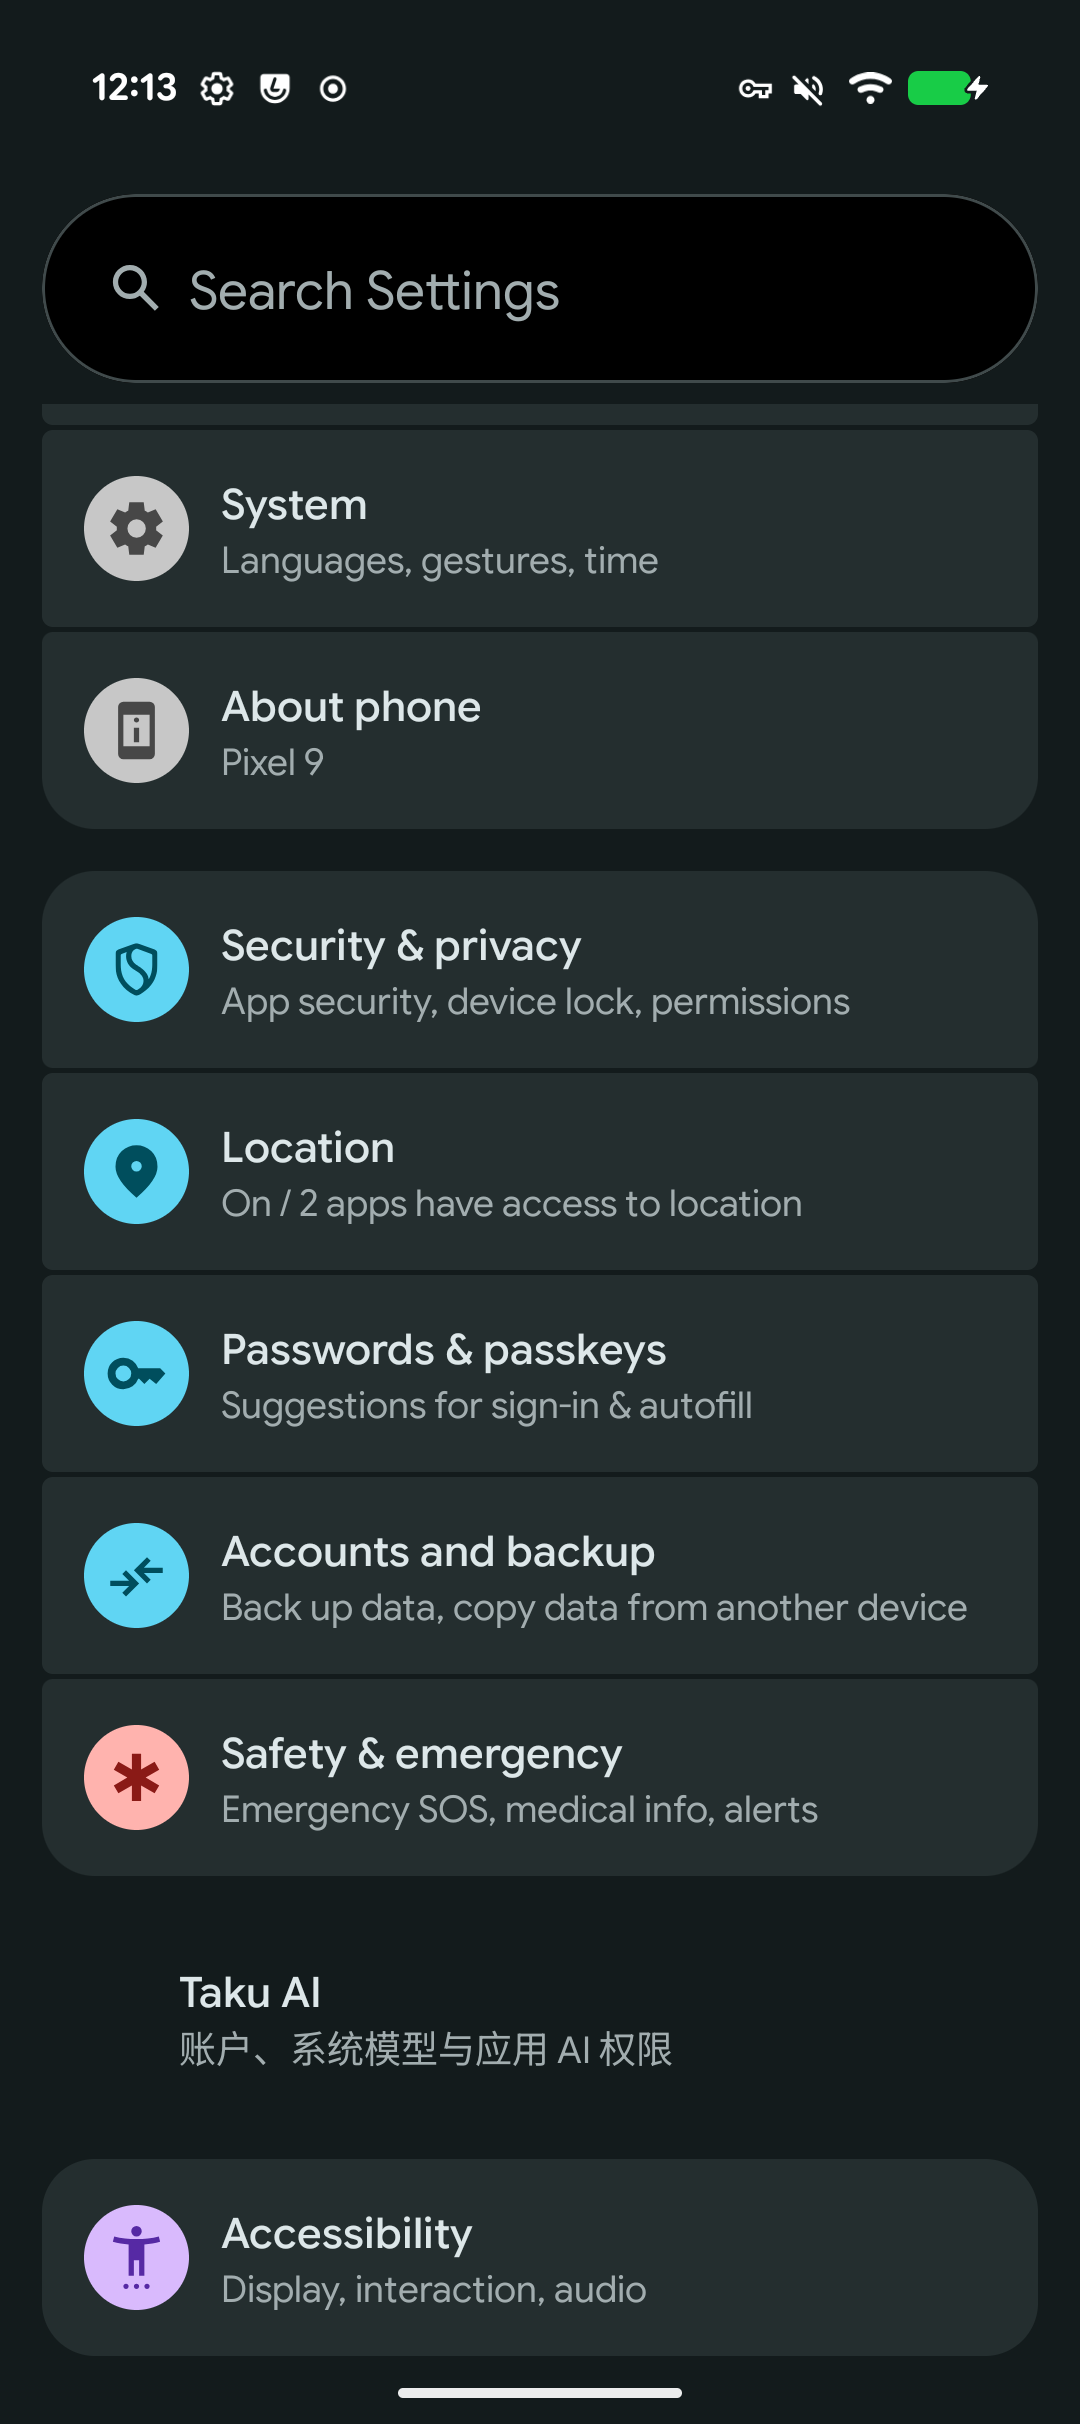 12:13
Search Settings
System
Languages, gestures, time
About phone
Pixel 9
Security & privacy
App security, device lock, permissions
Location
On / 2 apps have access to location
Passwords & passkeys
Suggestions for sign-in & autofill
Accounts and backup
Back up data, copy data from another device
Safety & emergency
Emergency SOS, medical info, alerts
Taku AI
账户、系统模型与应用 AI 权限
Accessibility
Display, interaction, audio